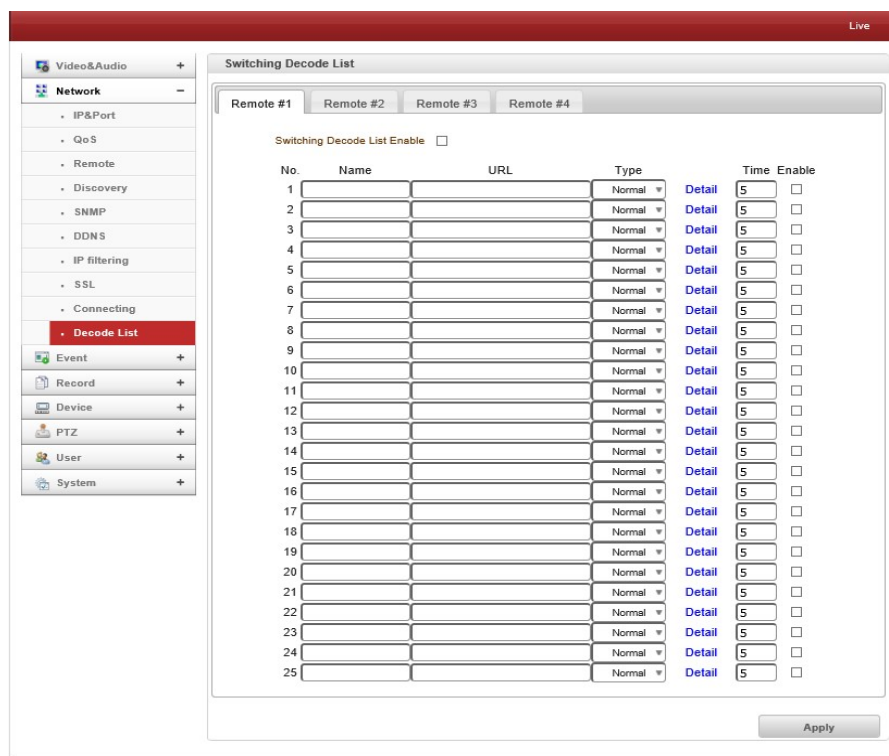 Live
Video&Audio +
Network −
IP&Port
QoS
Remote
Discovery
SNMP
DDNS
IP filtering
SSL
Connecting
Decode List
Event +
Record +
Device +
PTZ +
User +
System +
Switching Decode List
Remote #1 Remote #2 Remote #3 Remote #4
Switching Decode List Enable
No. Name URL Type Time Enable
1 Normal Detail 5
2 Normal Detail 5
3 Normal Detail 5
4 Normal Detail 5
5 Normal Detail 5
6 Normal Detail 5
7 Normal Detail 5
8 Normal Detail 5
9 Normal Detail 5
10 Normal Detail 5
11 Normal Detail 5
12 Normal Detail 5
13 Normal Detail 5
14 Normal Detail 5
15 Normal Detail 5
16 Normal Detail 5
17 Normal Detail 5
18 Normal Detail 5
19 Normal Detail 5
20 Normal Detail 5
21 Normal Detail 5
22 Normal Detail 5
23 Normal Detail 5
24 Normal Detail 5
25 Normal Detail 5
Apply